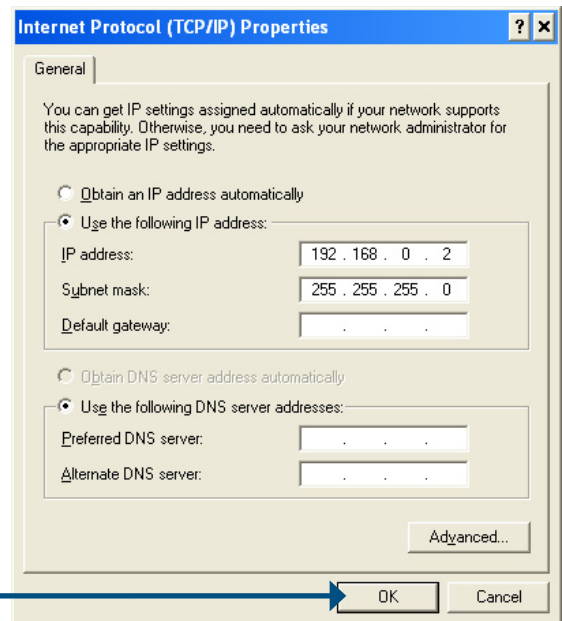 Internet Protocol (TCP/IP) Properties ? ×
General
You can get IP settings assigned automatically if your network supports
this capability. Otherwise, you need to ask your network administrator for
the appropriate IP settings.
Obtain an IP address automatically
Use the following IP address:
IP address: 192 . 168 . 0 . 2
Subnet mask: 255 . 255 . 255 . 0
Default gateway: . . .
Obtain DNS server address automatically
Use the following DNS server addresses:
Preferred DNS server: . . .
Alternate DNS server: . . .
Advanced...
OK Cancel